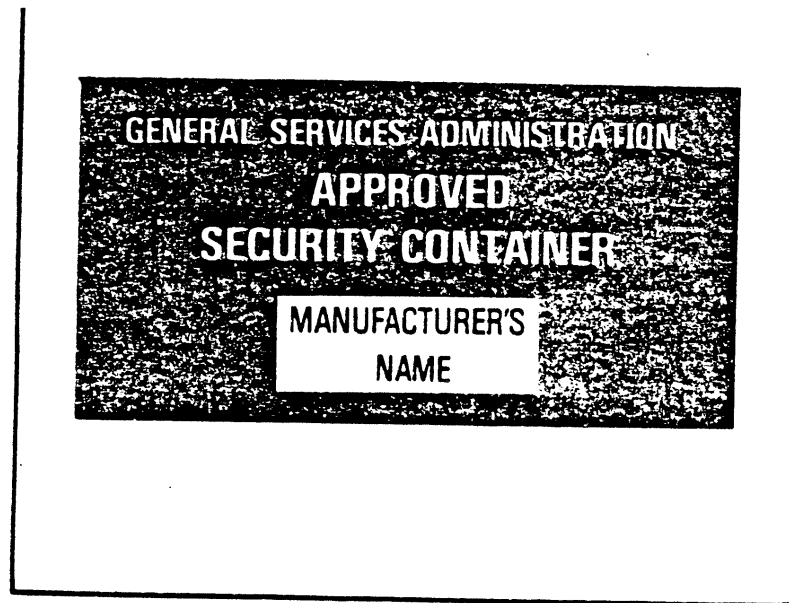 GENERAL SERVICES ADMINISTRATION
APPROVED
SECURITY CONTAINER
MANUFACTURER'S
NAME